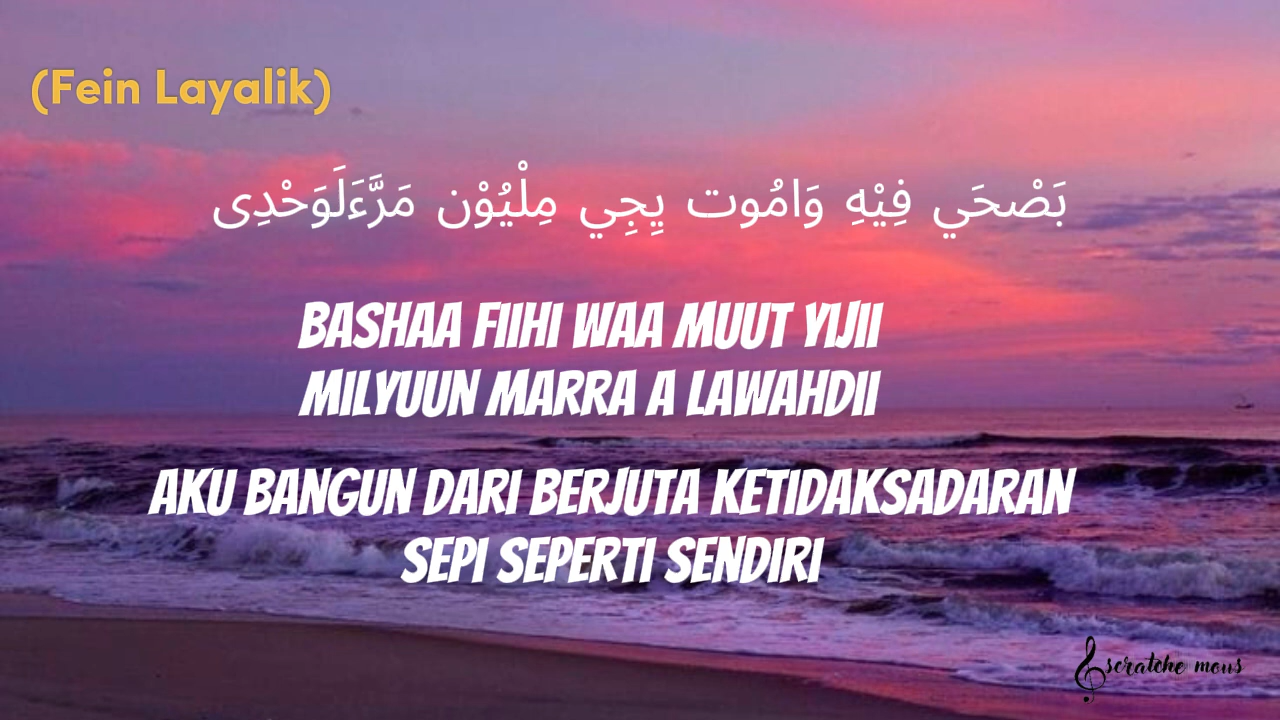 (Fein Layalik)
بَصْحَي فِيْهِ وَامُوت يِجِي مِلْيُوْن مَرَّءَلَوَحْدِى
BASHAA FIIHI WAA MUUT YIJII
MILYUUN MARRA A LAWAHDII
AKU BANGUN DARI BERJUTA KETIDAKSADARAN
SEPI SEPERTI SENDIRI
scratche mous